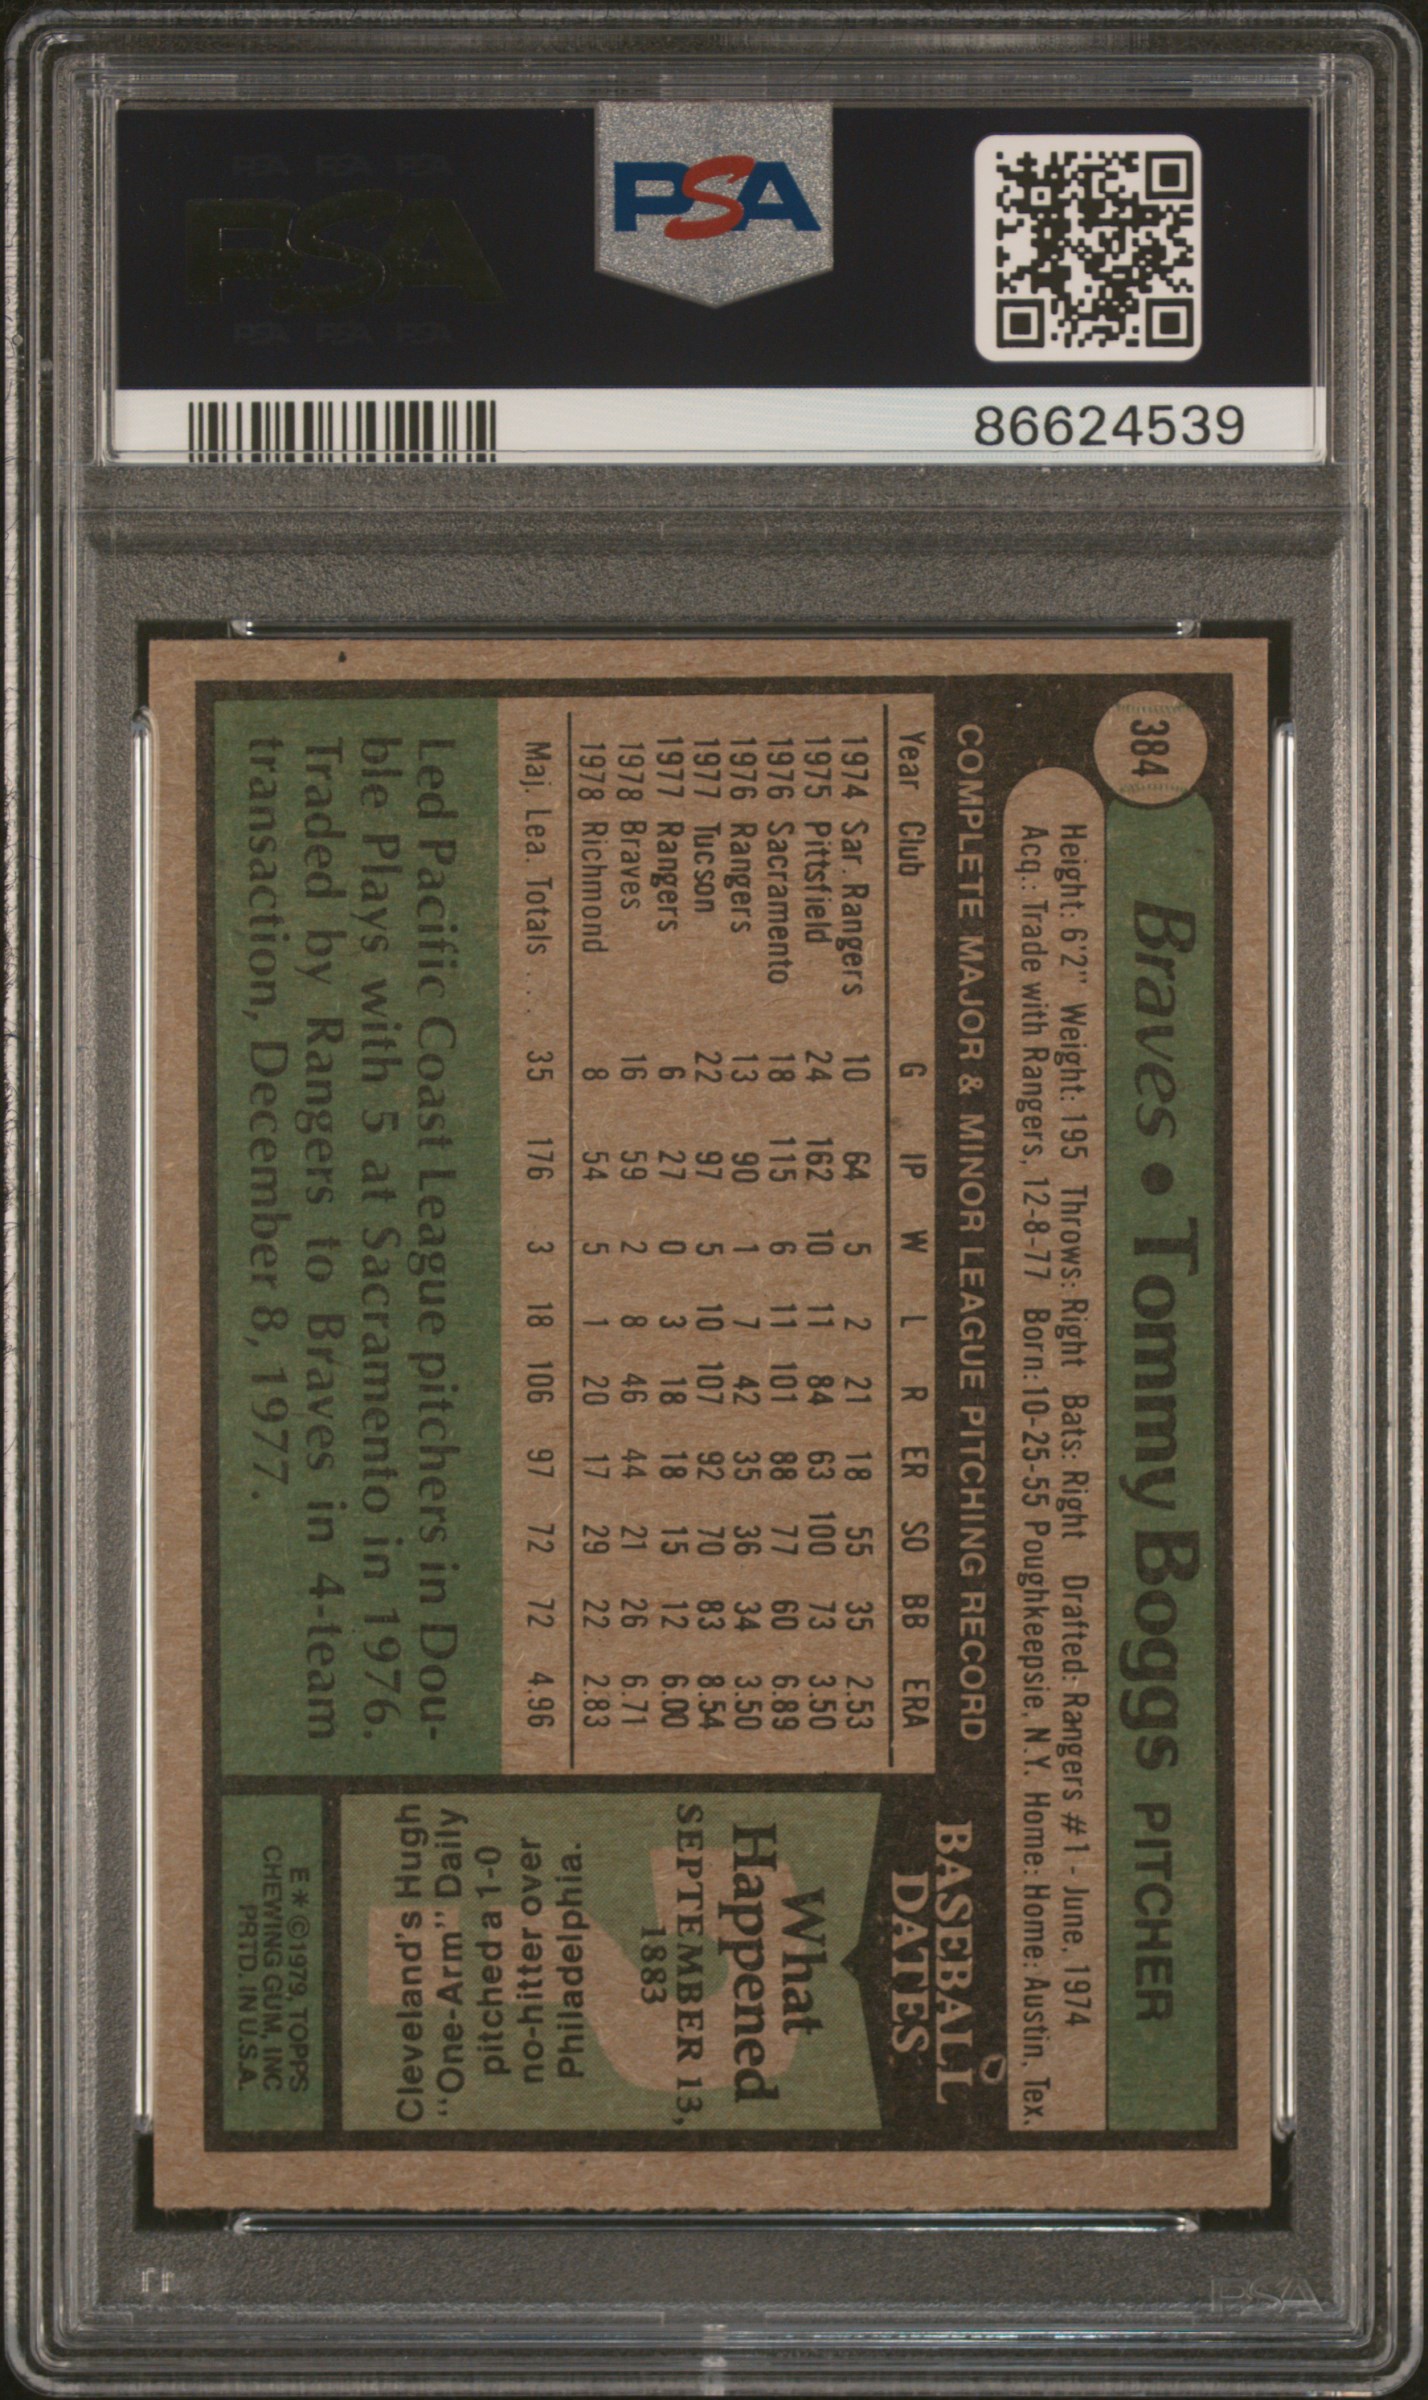 PSA PSA PSA
PSA
PSA PSA PSA
PSA
86624539
384
Braves • Tommy Boggs PITCHER
Height: 6'2" Weight: 195 Throws: Right Bats: Right Drafted: Rangers #1 - June, 1974
Acq.: Trade with Rangers, 12-8-77 Born: 10-25-55 Poughkeepsie, N.Y. Home: Home: Austin, Tex.
COMPLETE MAJOR & MINOR LEAGUE PITCHING RECORD
Year Club G IP W L R ER SO BB ERA
1974 Sar. Rangers 10 64 5 2 21 18 55 35 2.53
1975 Pittsfield 24 162 10 11 84 63 100 73 3.50
1976 Sacramento 18 115 6 11 101 88 77 60 6.89
1976 Rangers 13 90 1 7 42 35 36 34 3.50
1977 Tucson 22 97 5 10 107 92 70 83 8.54
1977 Rangers 6 27 0 3 18 18 15 12 6.00
1978 Braves 16 59 2 8 46 44 21 26 6.71
1978 Richmond 8 54 5 1 20 17 29 22 2.83
Maj. Lea. Totals . . . 35 176 3 18 106 97 72 72 4.96
Led Pacific Coast League pitchers in Dou-
ble Plays with 5 at Sacramento in 1976.
Traded by Rangers to Braves in 4-team
transaction, December 8, 1977.
BASEBALL
DATES
What
Happened
SEPTEMBER 13,
1883
Philadelphia.
no-hitter over
pitched a 1-0
"One-Arm" Daily
Cleveland's Hugh
E * © 1979, TOPPS
CHEWING GUM, INC
PRTD. IN U.S.A.
PSA